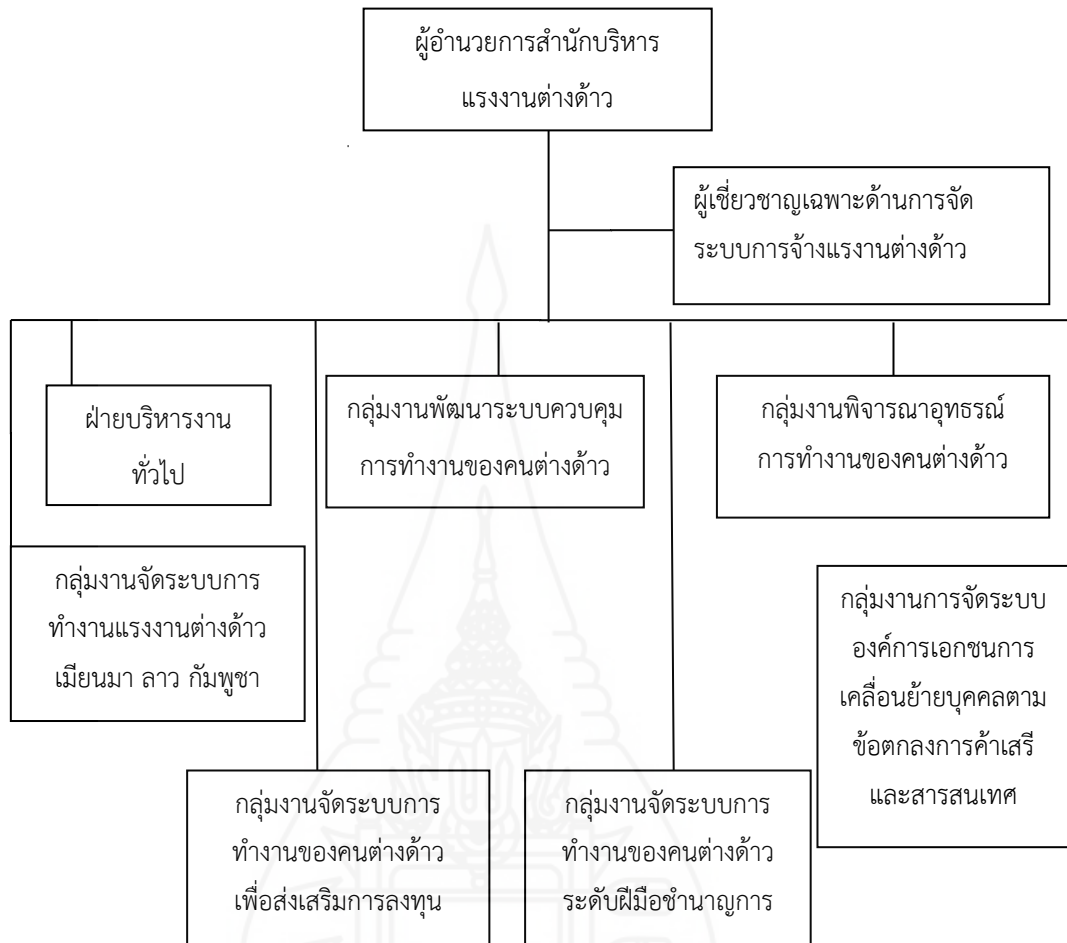 ผู้อำนวยการสำนักบริหาร
แรงงานต่างด้าว
ผู้เชี่ยวชาญเฉพาะด้านการจัด
ระบบการจ้างแรงานต่างด้าว
ฝ่ายบริหารงาน
ทั่วไป
กลุ่มงานพัฒนาระบบควบคุม
การทำงานของคนต่างด้าว
กลุ่มงานพิจารณาอุทธรณ์
การทำงานของคนต่างด้าว
กลุ่มงานจัดระบบการ
ทำงานแรงงานต่างด้าว
เมียนมา ลาว กัมพูชา
กลุ่มงานการจัดระบบ
องค์การเอกชนการ
เคลื่อนย้ายบุคคลตาม
ข้อตกลงการค้าเสรี
และสารสนเทศ
กลุ่มงานจัดระบบการ
ทำงานของคนต่างด้าว
เพื่อส่งเสริมการลงทุน
กลุ่มงานจัดระบบการ
ทำงานของคนต่างด้าว
ระดับฝีมือชำนาญการ